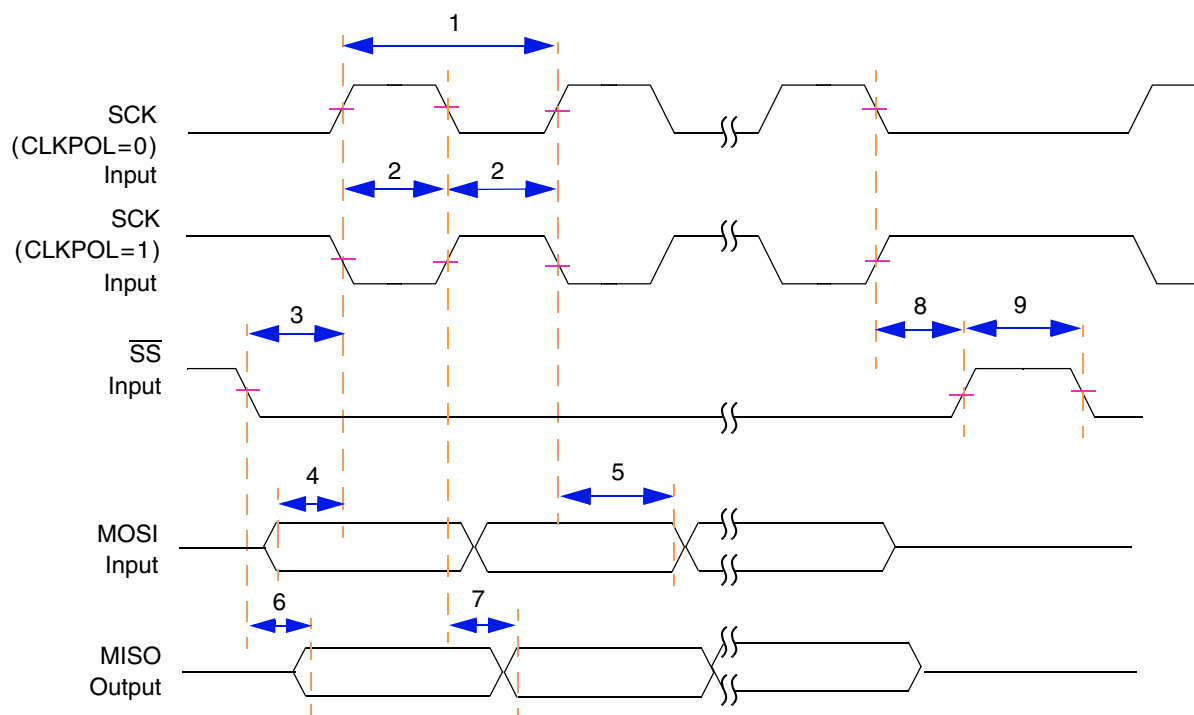 1
SCK
(CLKPOL=0)
Input
2
2
SCK
(CLKPOL=1)
Input
3
8
9
SS
Input
4
5
MOSI
Input
6
7
MISO
Output